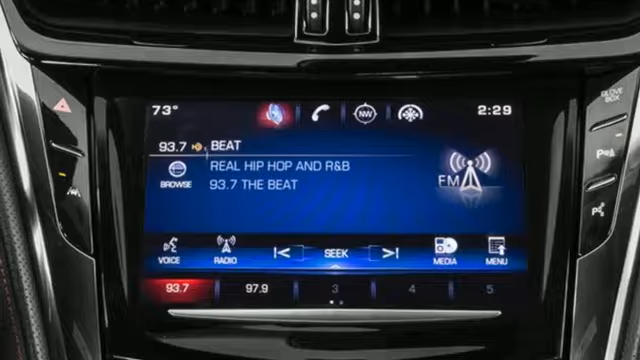 73° NW 2:29
93.7 BEAT
REAL HIP HOP AND R&B
93.7 THE BEAT
BROWSE
FM
VOICE RADIO SEEK MEDIA MENU
93.7 97.9 3 4 5
GLOVE BOX
P
P